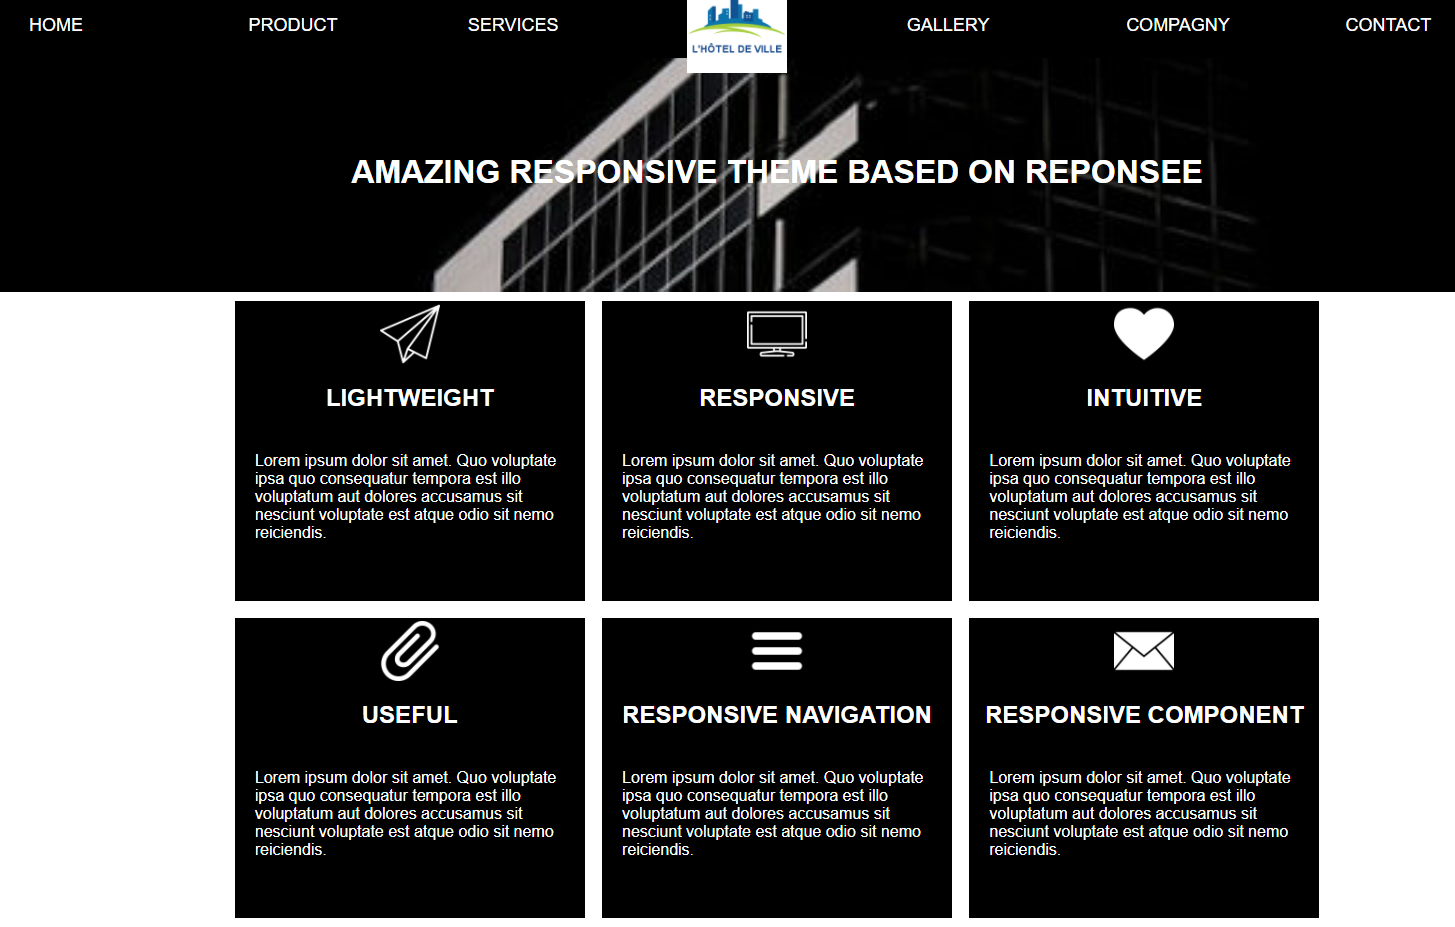 HOME PRODUCT SERVICES L'HÔTEL DE VILLE GALLERY COMPAGNY CONTACT
AMAZING RESPONSIVE THEME BASED ON REPONSEE
LIGHTWEIGHT
Lorem ipsum dolor sit amet. Quo voluptate
ipsa quo consequatur tempora est illo
voluptatum aut dolores accusamus sit
nesciunt voluptate est atque odio sit nemo
reiciendis.
RESPONSIVE
Lorem ipsum dolor sit amet. Quo voluptate
ipsa quo consequatur tempora est illo
voluptatum aut dolores accusamus sit
nesciunt voluptate est atque odio sit nemo
reiciendis.
INTUITIVE
Lorem ipsum dolor sit amet. Quo voluptate
ipsa quo consequatur tempora est illo
voluptatum aut dolores accusamus sit
nesciunt voluptate est atque odio sit nemo
reiciendis.
USEFUL
Lorem ipsum dolor sit amet. Quo voluptate
ipsa quo consequatur tempora est illo
voluptatum aut dolores accusamus sit
nesciunt voluptate est atque odio sit nemo
reiciendis.
RESPONSIVE NAVIGATION
Lorem ipsum dolor sit amet. Quo voluptate
ipsa quo consequatur tempora est illo
voluptatum aut dolores accusamus sit
nesciunt voluptate est atque odio sit nemo
reiciendis.
RESPONSIVE COMPONENT
Lorem ipsum dolor sit amet. Quo voluptate
ipsa quo consequatur tempora est illo
voluptatum aut dolores accusamus sit
nesciunt voluptate est atque odio sit nemo
reiciendis.